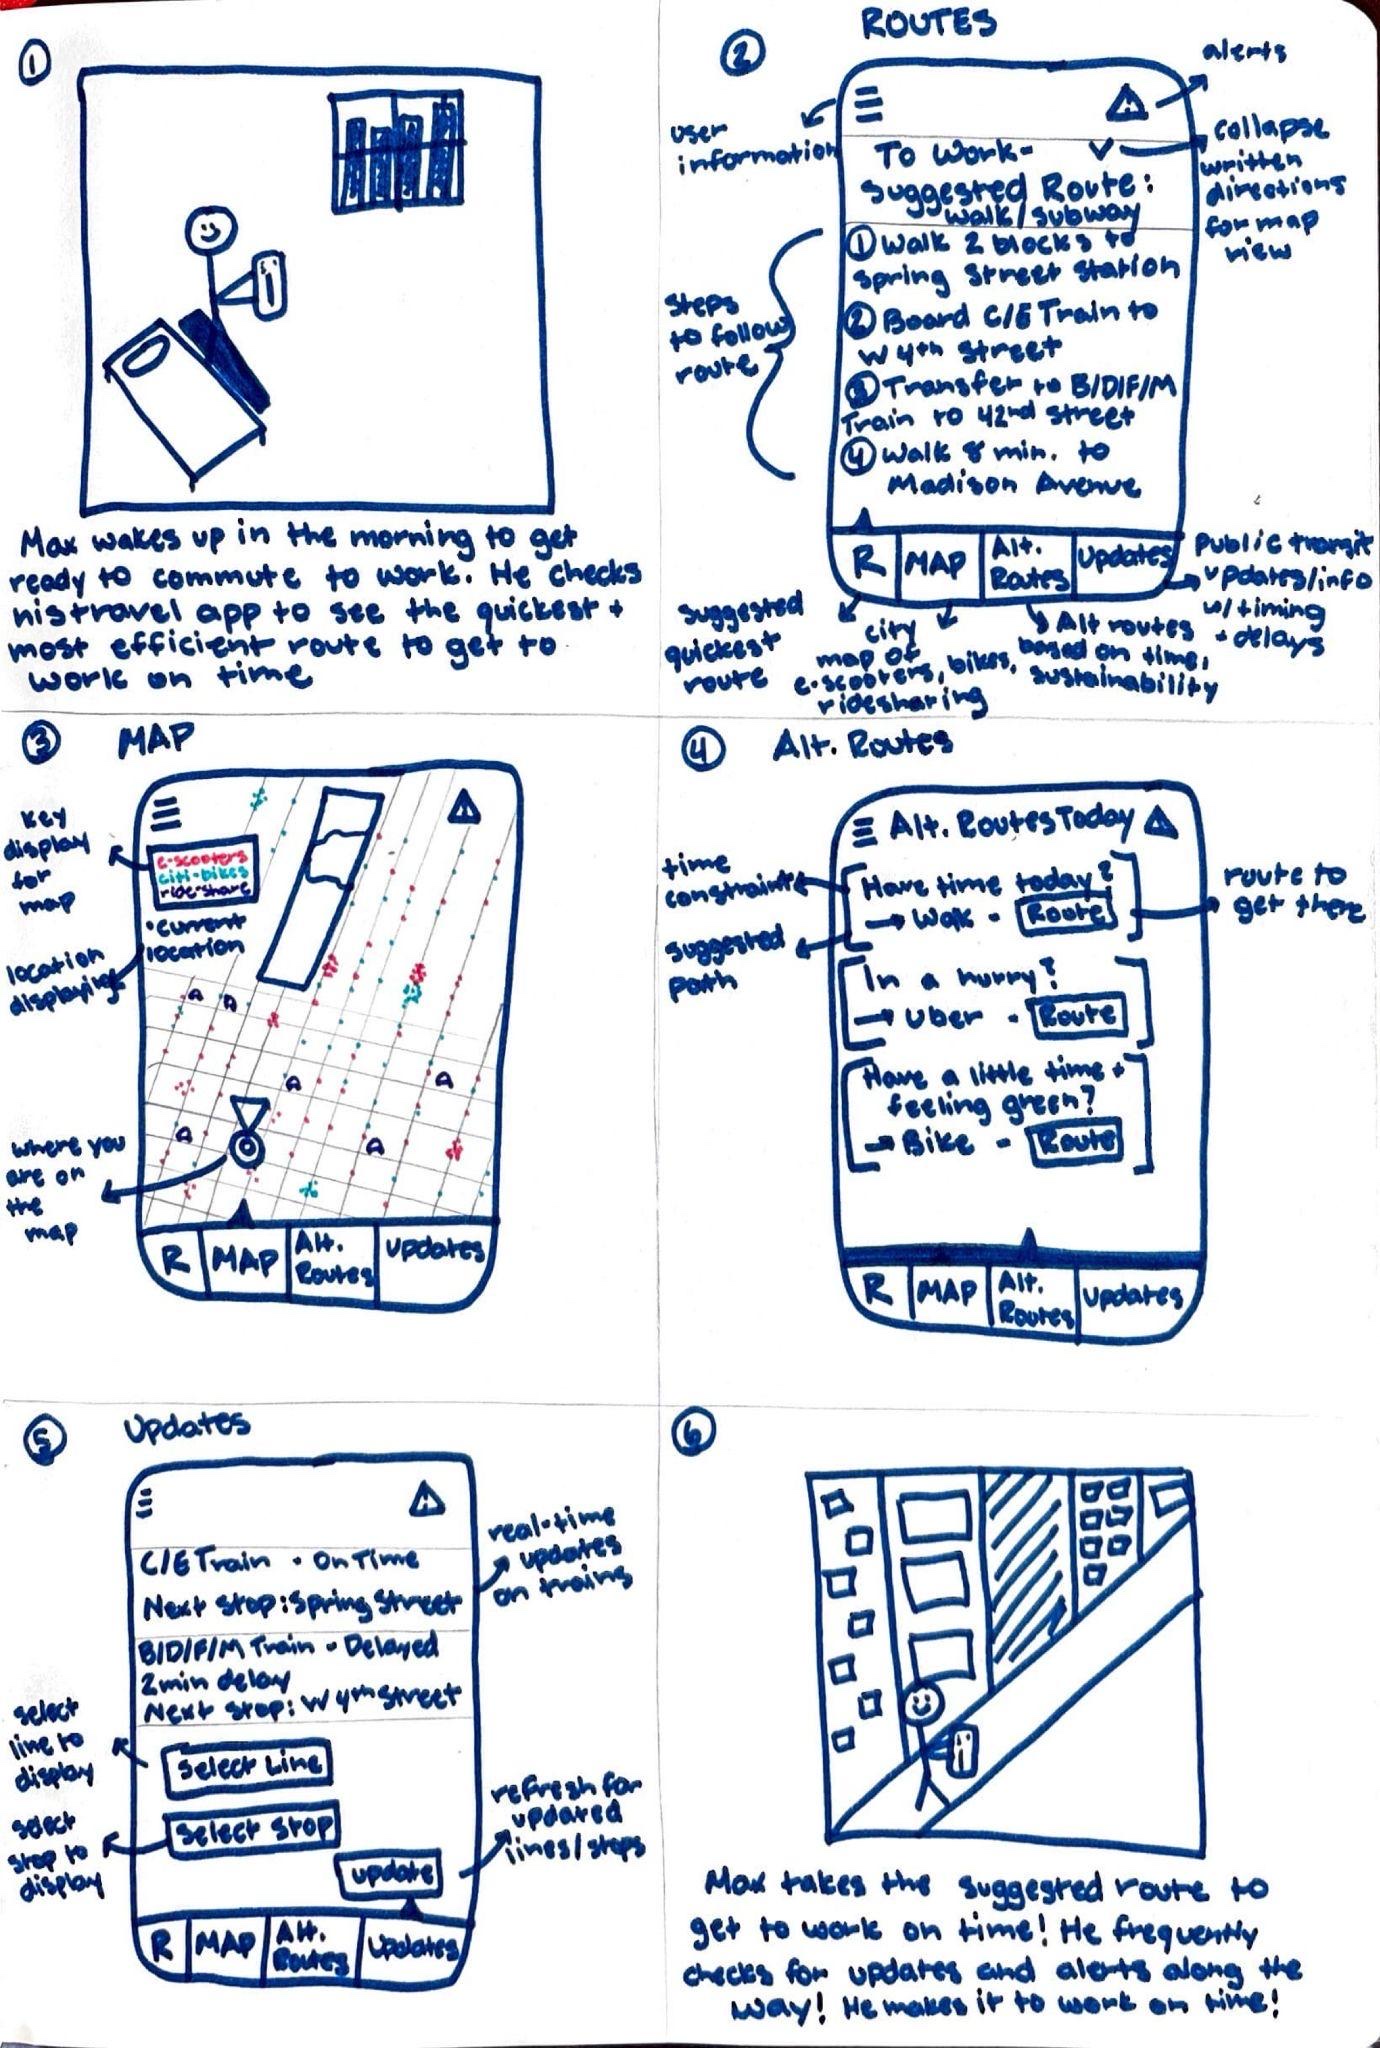 1
Max wakes up in the morning to get
ready to commute to work. He checks
his travel app to see the quickest +
most efficient route to get to
work on time
2
ROUTES
alerts
user
information
collapse
written
directions
for map
view
To Work-
Suggested Route:
Walk/subway
steps
to follow
route
1 Walk 2 blocks to
Spring Street Station
2 Board C/E Train to
W 4th Street
3 Transfer to B/D/F/M
Train to 42nd Street
4 Walk 8 min. to
Madison Avenue
R
MAP
Alt.
Routes
Updates
suggested
quickest
route
city
map of
e-scooters, bikes,
ridesharing
Alt routes
based on time,
sustainability
Public transit
updates/info
w/timing
+ delays
3
MAP
key
display
for
map
e-scooters
citi-bikes
ride-share
•current
location
location
displaying
where you
are on
the
map
R
MAP
Alt.
Routes
Updates
4
Alt. Routes
Alt. Routes Today
time
constraint
suggested
path
Have time today?
→ Walk - Route
route to
get there
In a hurry?
→ Uber - Route
Have a little time +
feeling green?
→ Bike - Route
R
MAP
Alt.
Routes
Updates
5
Updates
C/E Train - On Time
Next Stop: Spring Street
B/D/F/M Train - Delayed
2 min delay
Next Stop: W 4th Street
real-time
updates
on trains
select
line to
display
Select Line
select
stop to
display
Select Stop
update
refresh for
updated
lines/stops
R
MAP
Alt.
Routes
Updates
6
Max takes the suggested route to
get to work on time! He frequently
checks for updates and alerts along the
way! He makes it to work on time!